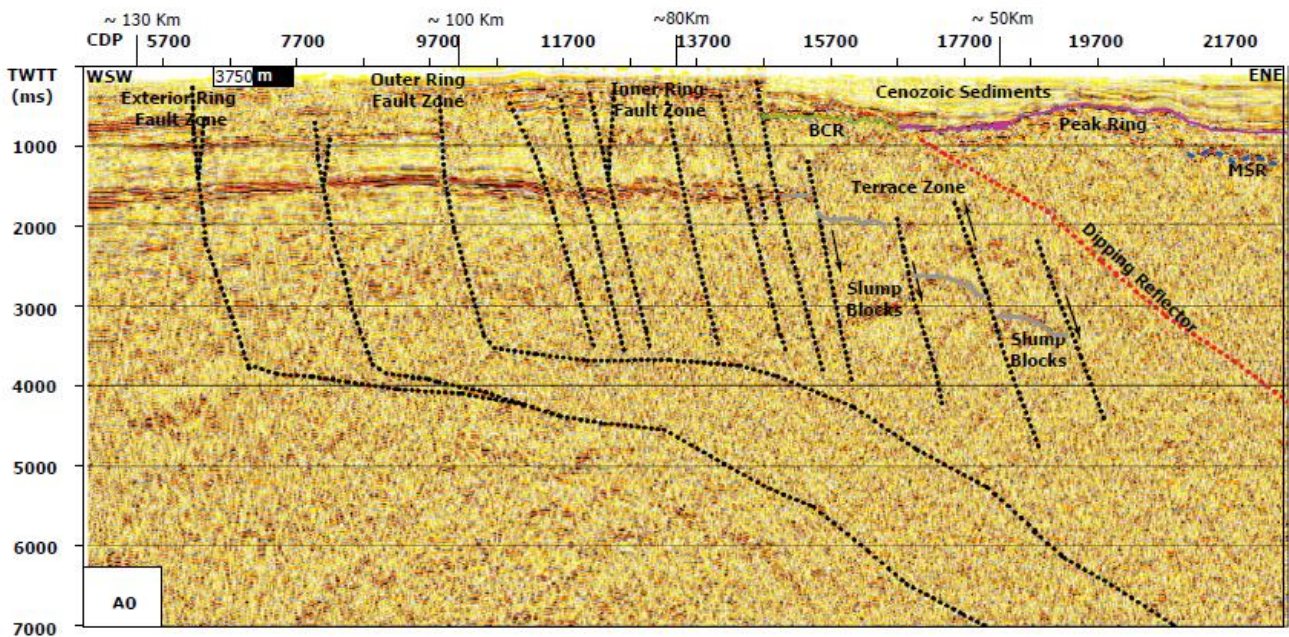 ~ 130 Km ~ 100 Km ~80Km ~ 50Km
CDP 5700 7700 9700 11700 13700 15700 17700 19700 21700
TWTT
(ms)
WSW 3750 m ENE
Exterior Ring
Fault Zone
Outer Ring
Fault Zone
Inner Ring
Fault Zone
Cenozoic Sediments
BCR
Peak Ring
MSR
1000
Terrace Zone
2000
Dipping Reflector
Slump
Blocks
3000
Slump
Blocks
4000
5000
6000
A0
7000